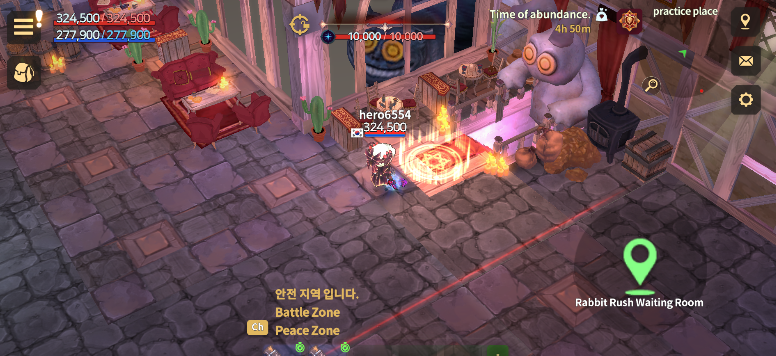 324,500 / 324,500
277,900 / 277,900
10,000 / 10,000
Time of abundance.
4h 50m
practice place
hero6554
324,500
Rabbit Rush Waiting Room
안전 지역 입니다.
Battle Zone
Ch
Peace Zone